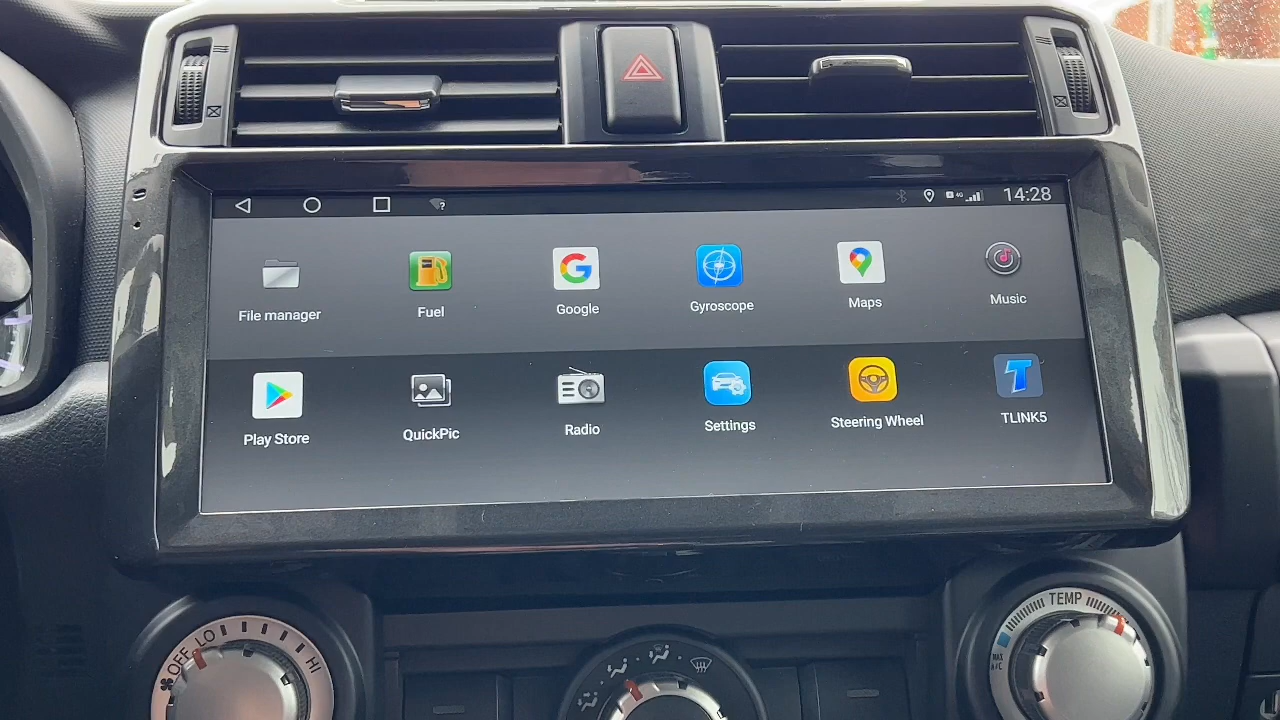 14:28
File manager
Fuel
Google
Gyroscope
Maps
Music
Play Store
QuickPic
Radio
Settings
Steering Wheel
TLINK5
OFF LO HI
TEMP
MAX A/C